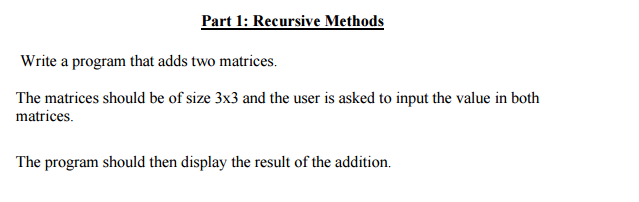 Part 1: Recursive Methods
Write a program that adds two matrices.
The matrices should be of size 3x3 and the user is asked to input the value in both
matrices.
The program should then display the result of the addition.